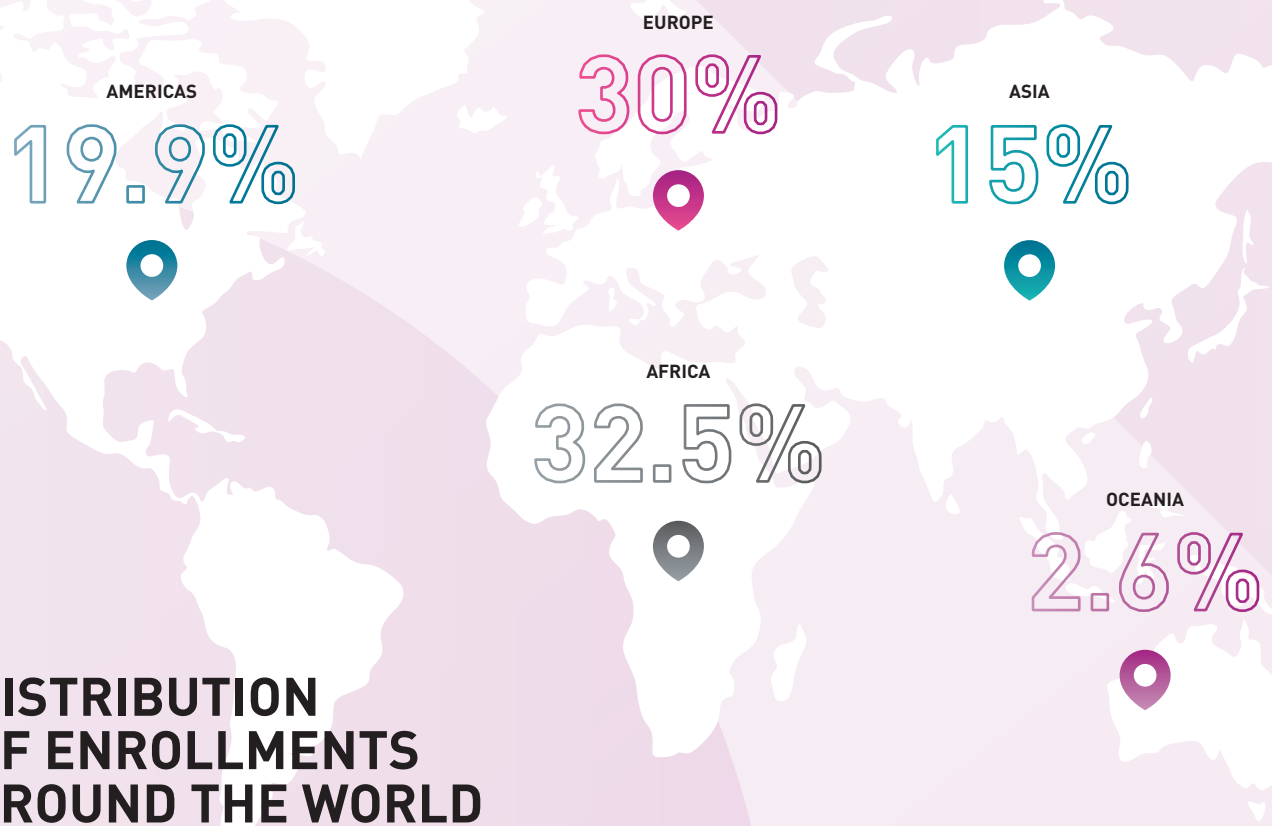 EUROPE
30%
AMERICAS
19.9%
ASIA
15%
AFRICA
32.5%
OCEANIA
2.6%
ISTRIBUTION
F ENROLLMENTS
ROUND THE WORLD